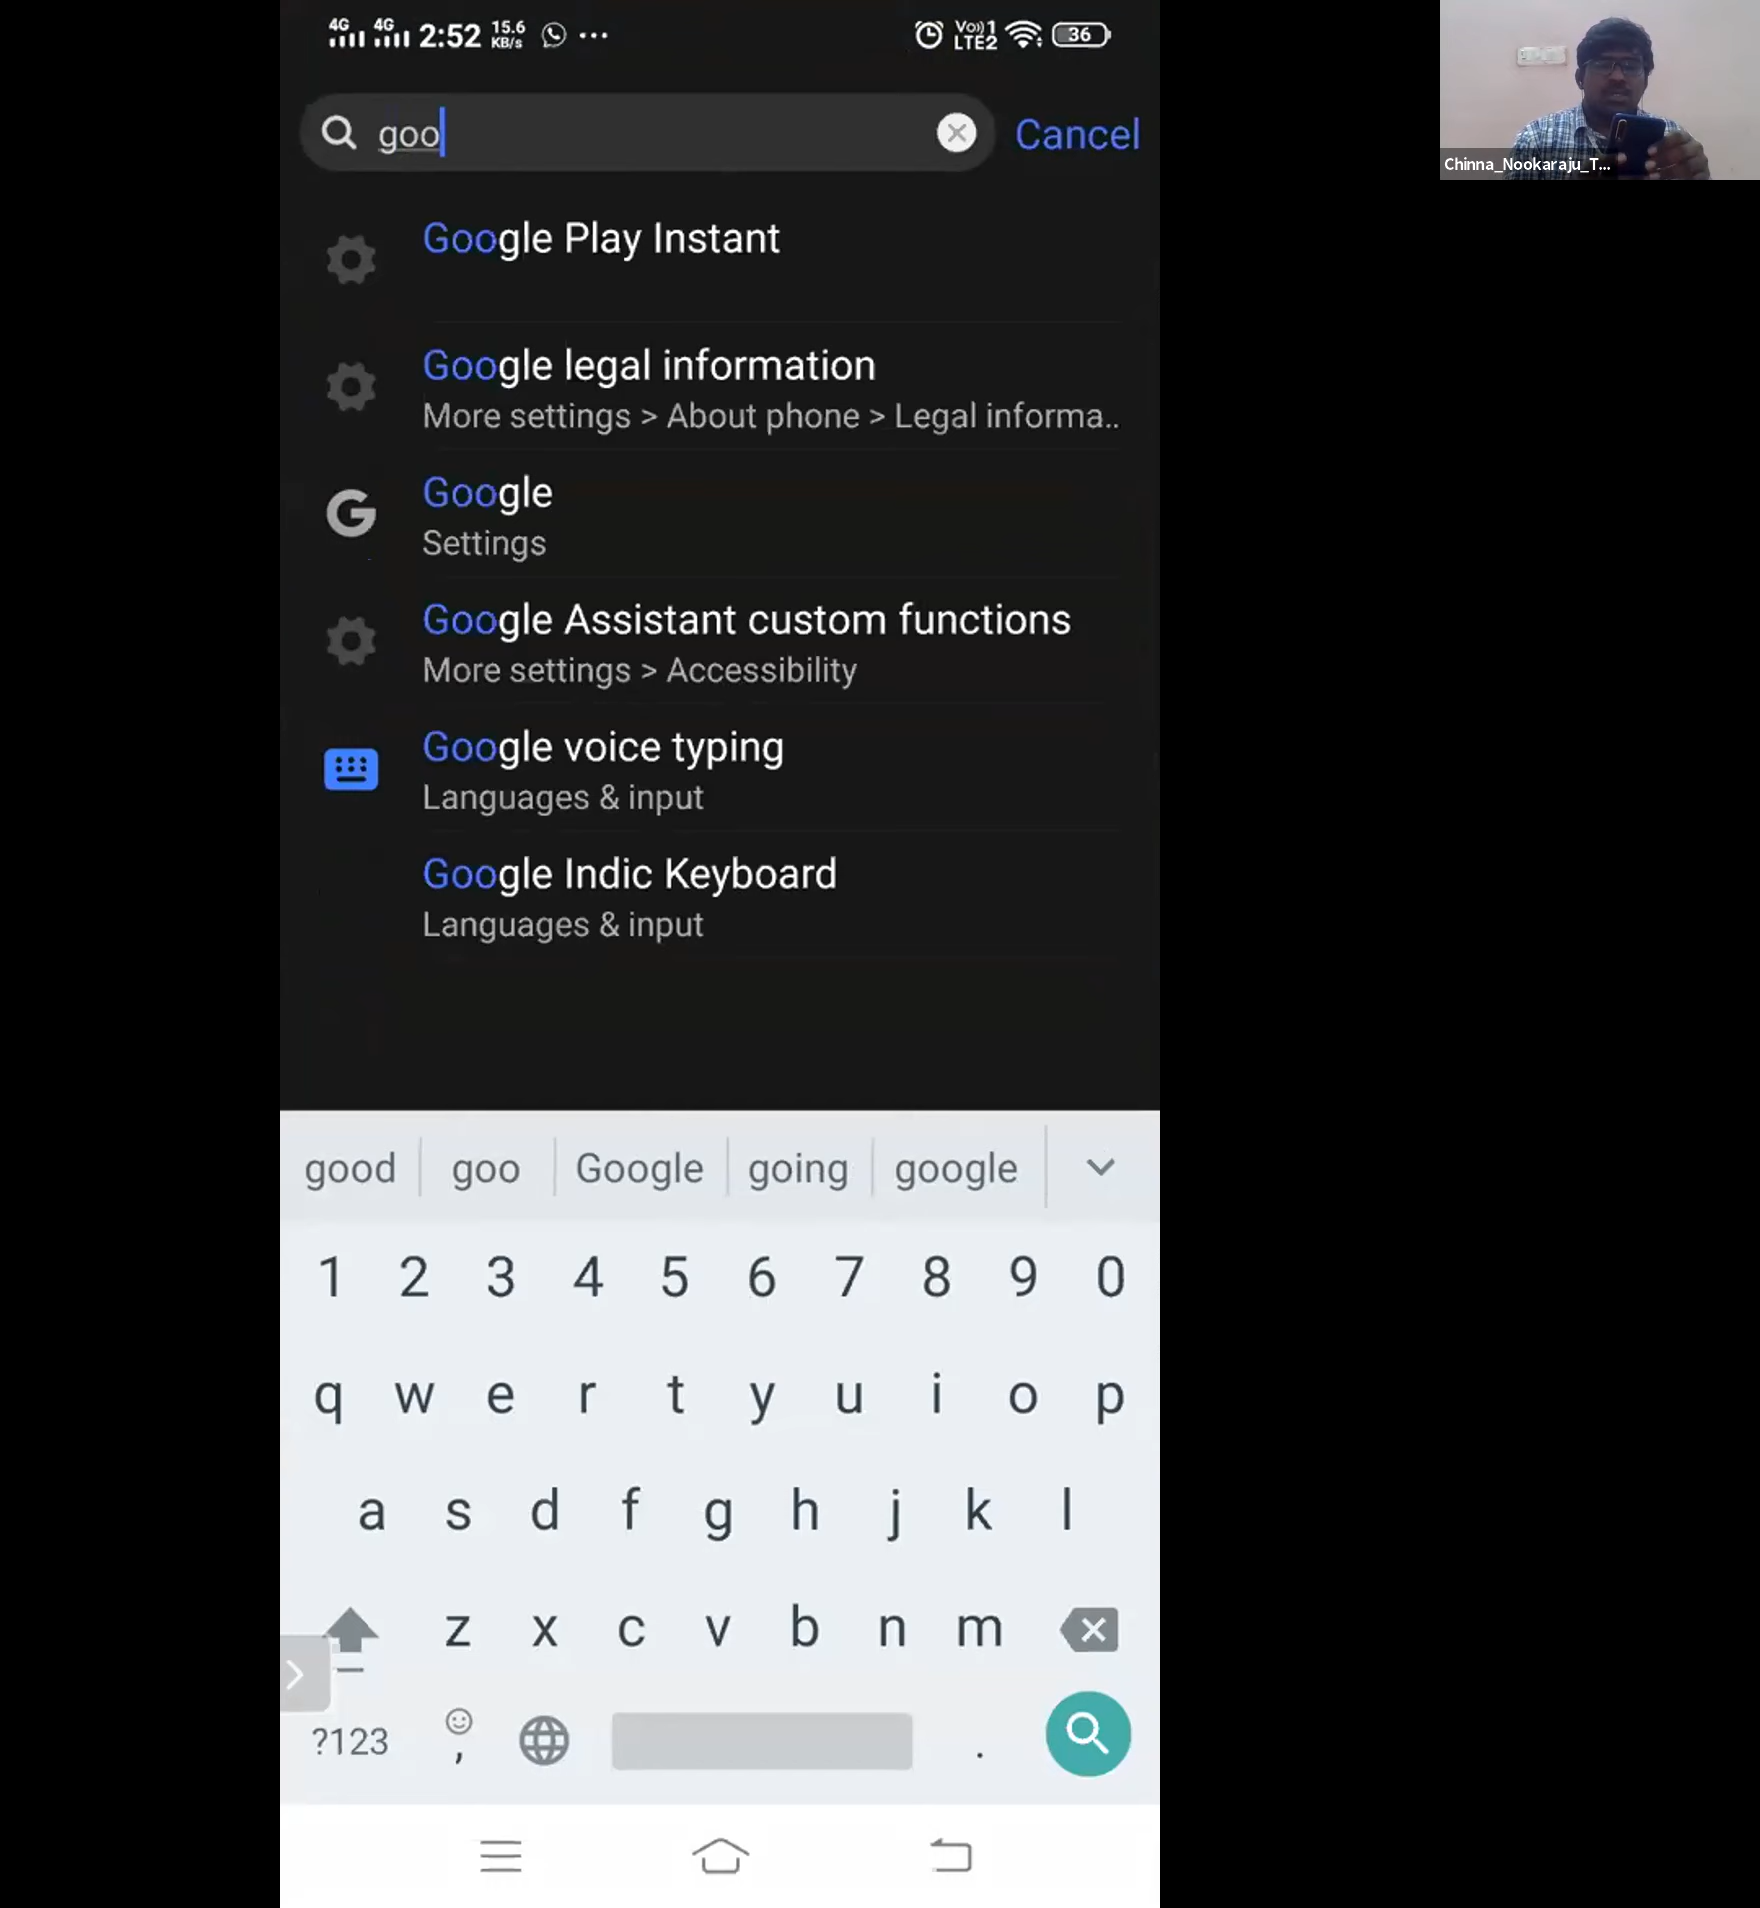 4G 4G 2:52 15.6 KB/s ... Vo)) 1 LTE2 36
goo Cancel
Google Play Instant
Google legal information
More settings > About phone > Legal informa..
Google
Settings
Google Assistant custom functions
More settings > Accessibility
Google voice typing
Languages & input
Google Indic Keyboard
Languages & input
good goo Google going google
1 2 3 4 5 6 7 8 9 0
q w e r t y u i o p
a s d f g h j k l
z x c v b n m
?123 , .
Chinna_Nookaraju_T...